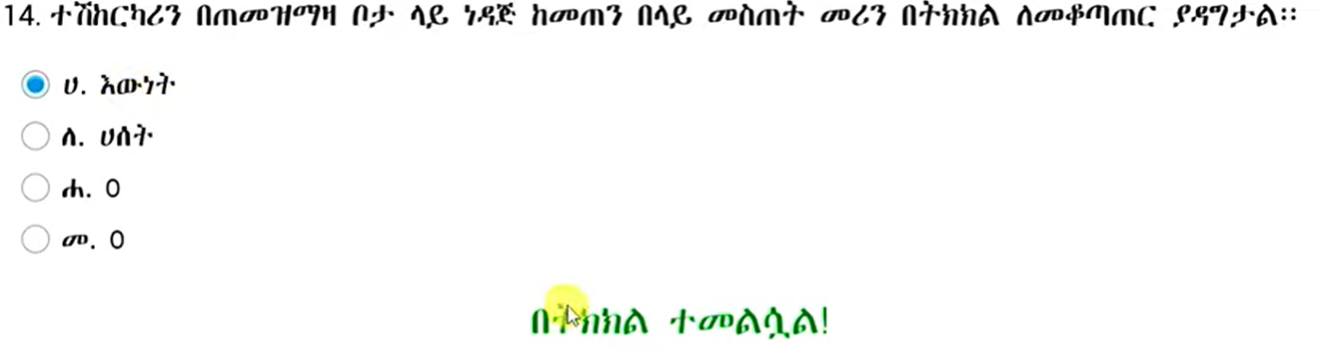 14. ተሽከርካሪን በጠመዝማዛ ቦታ ላይ ነዳጅ ከመጠን በላይ መስጠት መሪን በትክክል ለመቆጣጠር ያዳግታል፡፡
ሀ. እውነት
ለ. ሀሰት
ሐ. 0
መ. 0
በትክክል ተመልሷል!